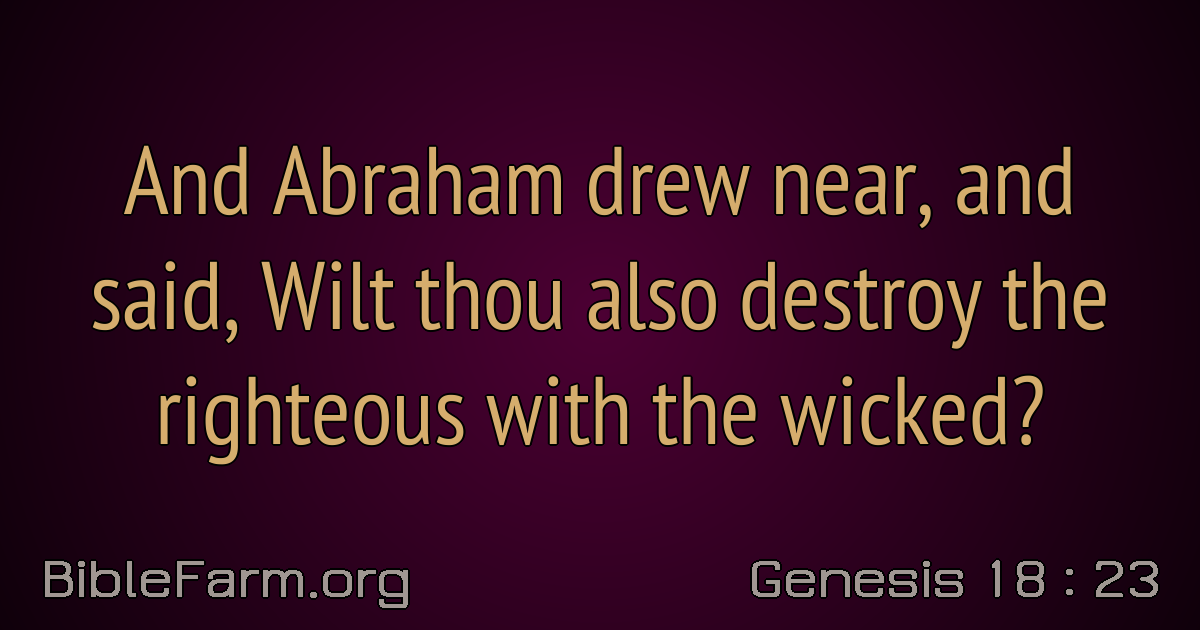 And Abraham drew near, and
said, Wilt thou also destroy the
righteous with the wicked?
BibleFarm.org
Genesis 18 : 23